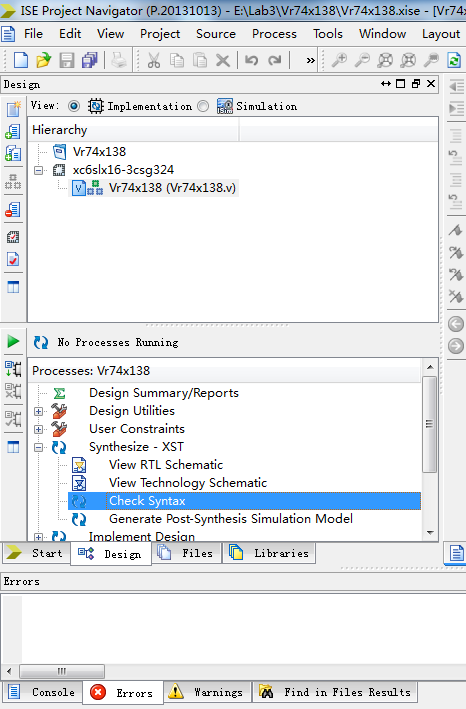 ISE Project Navigator (P.20131013) - E:\Lab3\Vr74x138\Vr74x138.xise - [Vr74
File Edit View Project Source Process Tools Window Layout
Design
View: Implementation Simulation
Hierarchy
Vr74x138
xc6slx16-3csg324
Vr74x138 (Vr74x138.v)
No Processes Running
Processes: Vr74x138
Design Summary/Reports
Design Utilities
User Constraints
Synthesize - XST
View RTL Schematic
View Technology Schematic
Check Syntax
Generate Post-Synthesis Simulation Model
Implement Design
Start Design Files Libraries
Errors
Console Errors Warnings Find in Files Results